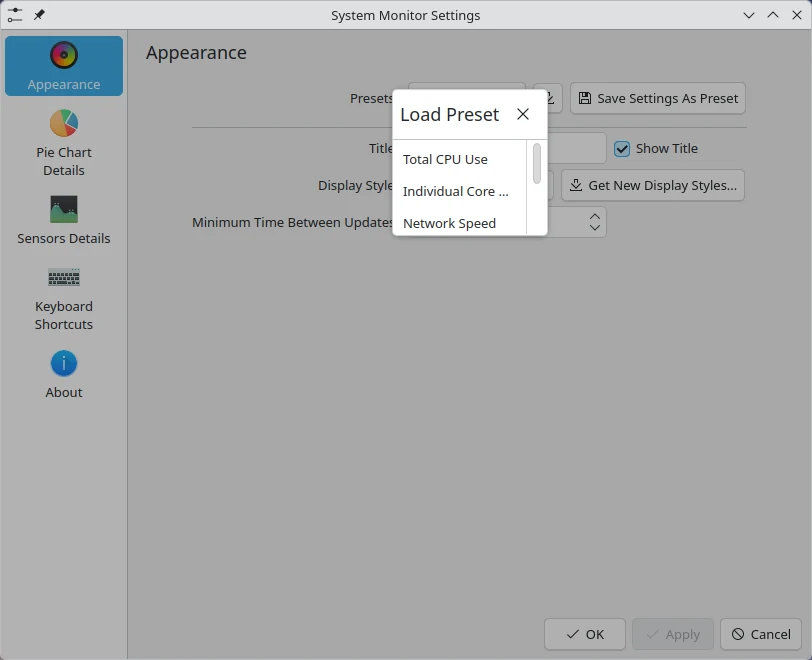 System Monitor Settings
Appearance
Pie Chart
Details
Sensors Details
Keyboard
Shortcuts
About
Appearance
Presets
Save Settings As Preset
Title
Show Title
Display Style
Get New Display Styles...
Minimum Time Between Updates
Load Preset
Total CPU Use
Individual Core ...
Network Speed
OK
Apply
Cancel